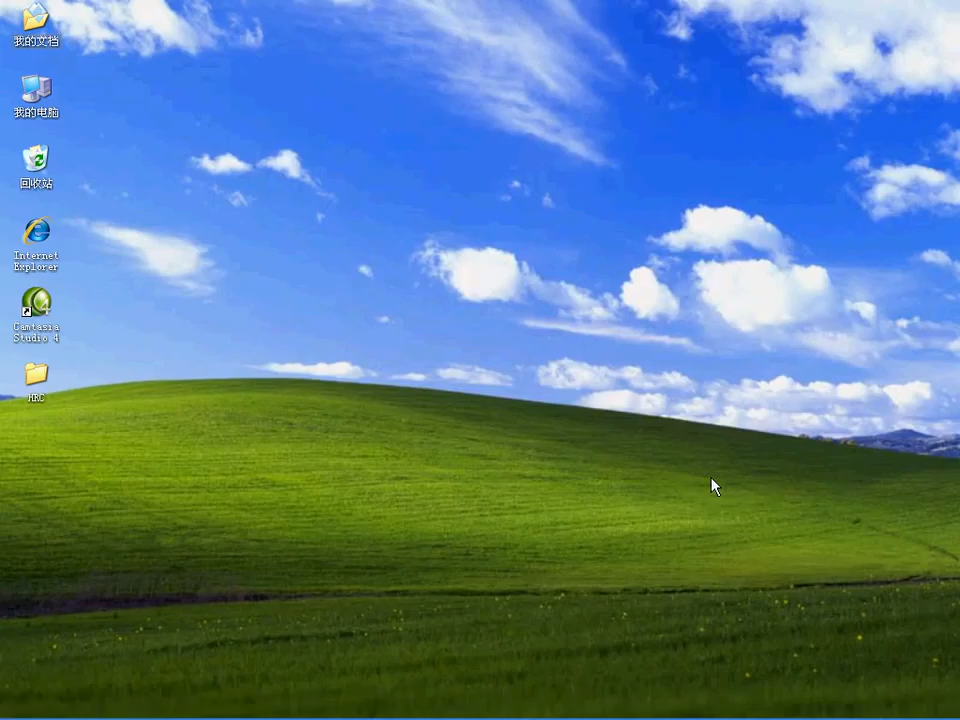 我的文档
我的电脑
回收站
Internet
Explorer
Camtasia
Studio 4
HRC